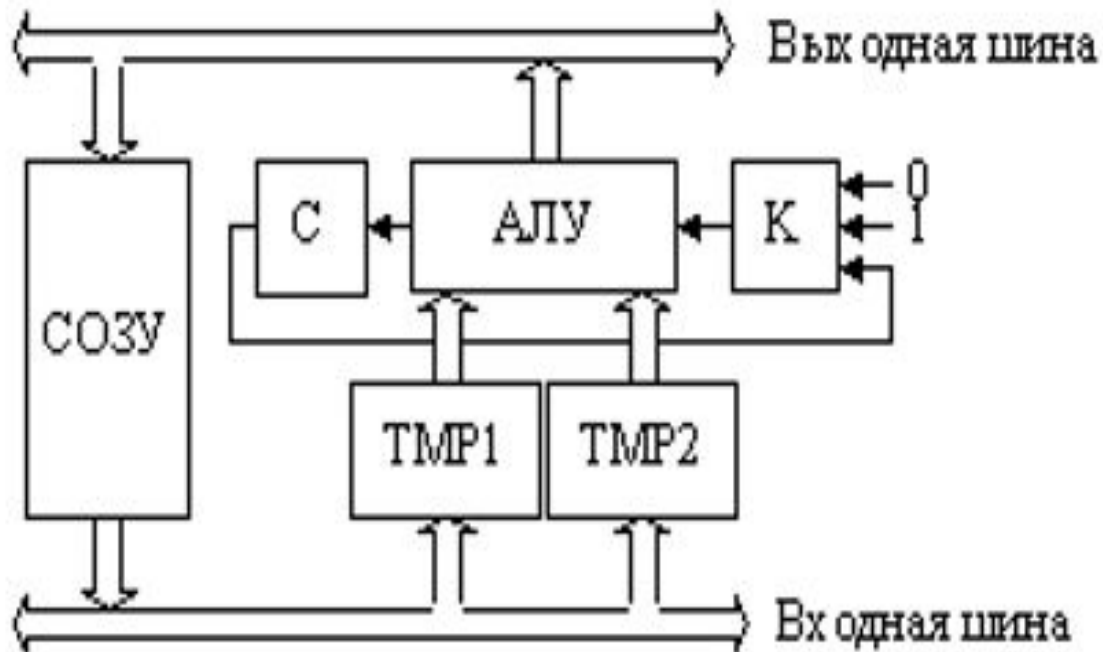 Выходная шина
0
С
АЛУ
К
1
СОЗУ
ТМР1
ТМР2
Входная шина